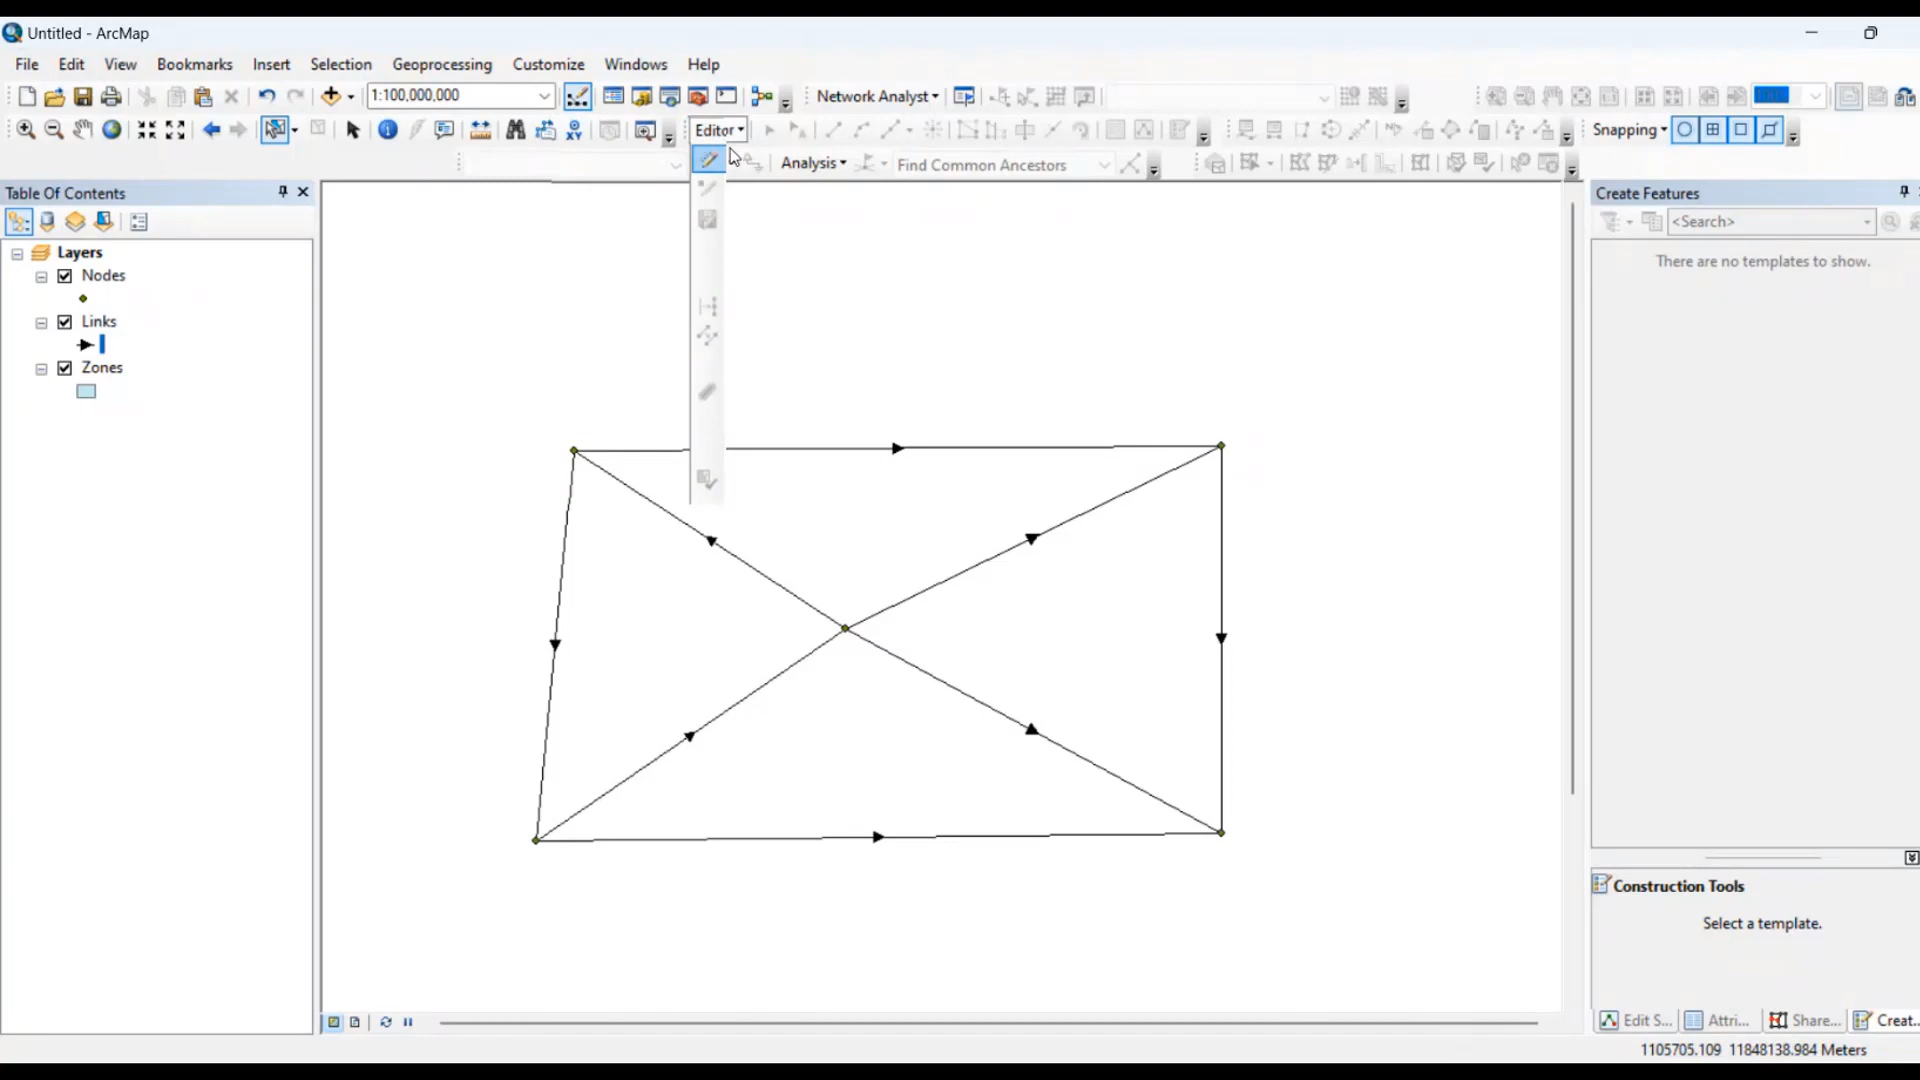 Untitled - ArcMap
File Edit View Bookmarks Insert Selection Geoprocessing Customize Windows Help
1:100,000,000 Network Analyst
Editor Snapping
Analysis Find Common Ancestors
Table Of Contents
Create Features
<Search>
Layers
There are no templates to show.
Nodes
Links
Zones
Construction Tools
Select a template.
Edit S... Attri... Share... Creat...
1105705.109 11848138.984 Meters